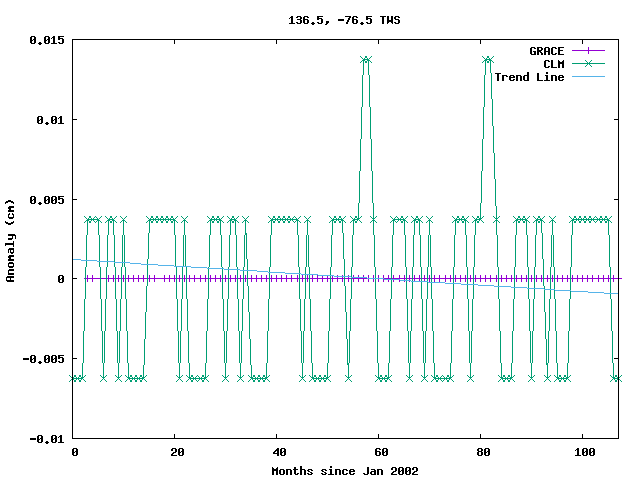 136.5, -76.5 TWS
0.015
GRACE
CLM
Trend Line
0.01
0.005
Anomaly (cm)
0
-0.005
-0.01
0 20 40 60 80 100
Months since Jan 2002